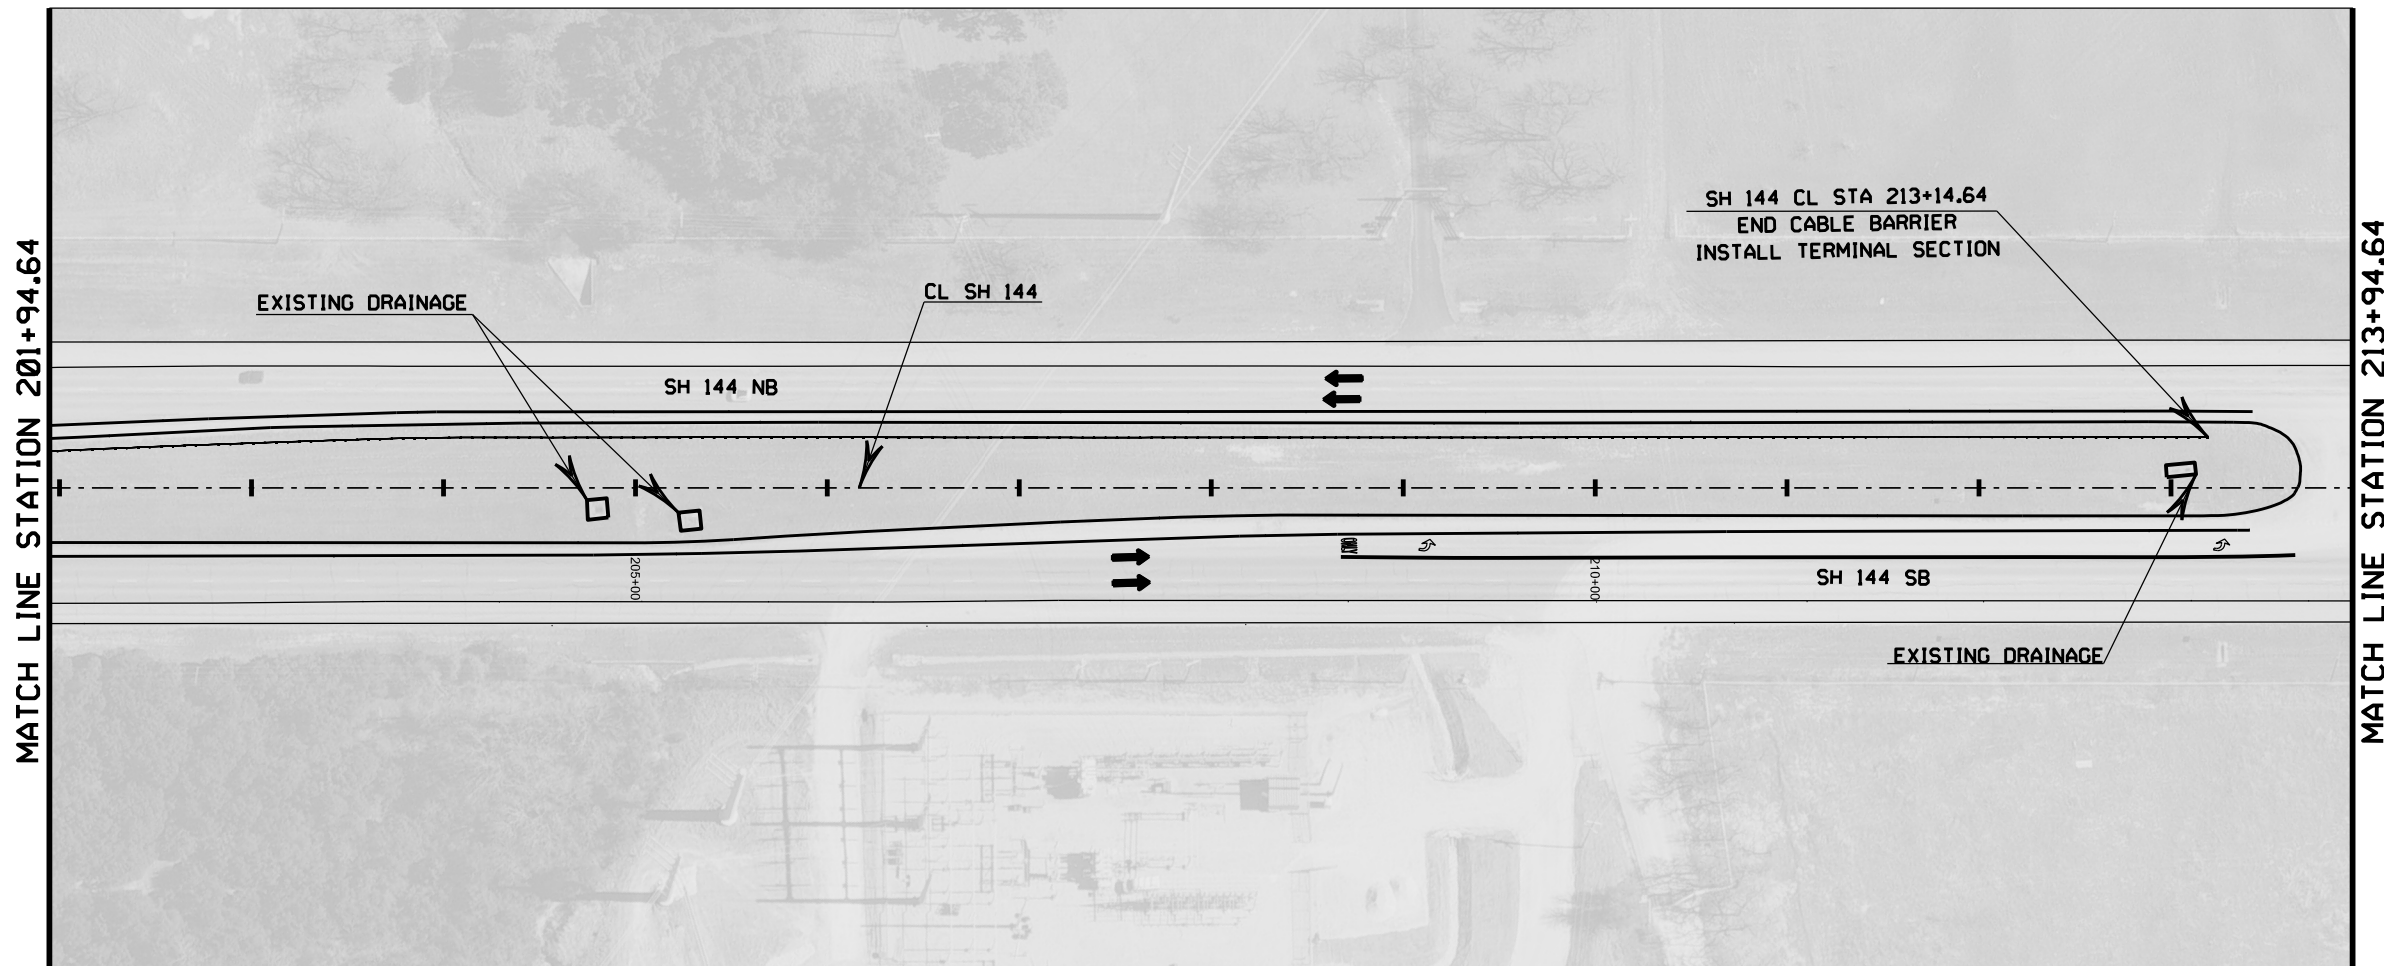 MATCH LINE STATION 201+94.64
SH 144 CL STA 213+14.64
END CABLE BARRIER
INSTALL TERMINAL SECTION
EXISTING DRAINAGE
CL SH 144
SH 144 NB
ONLY
205+00
210+00
SH 144 SB
EXISTING DRAINAGE
MATCH LINE STATION 213+94.64